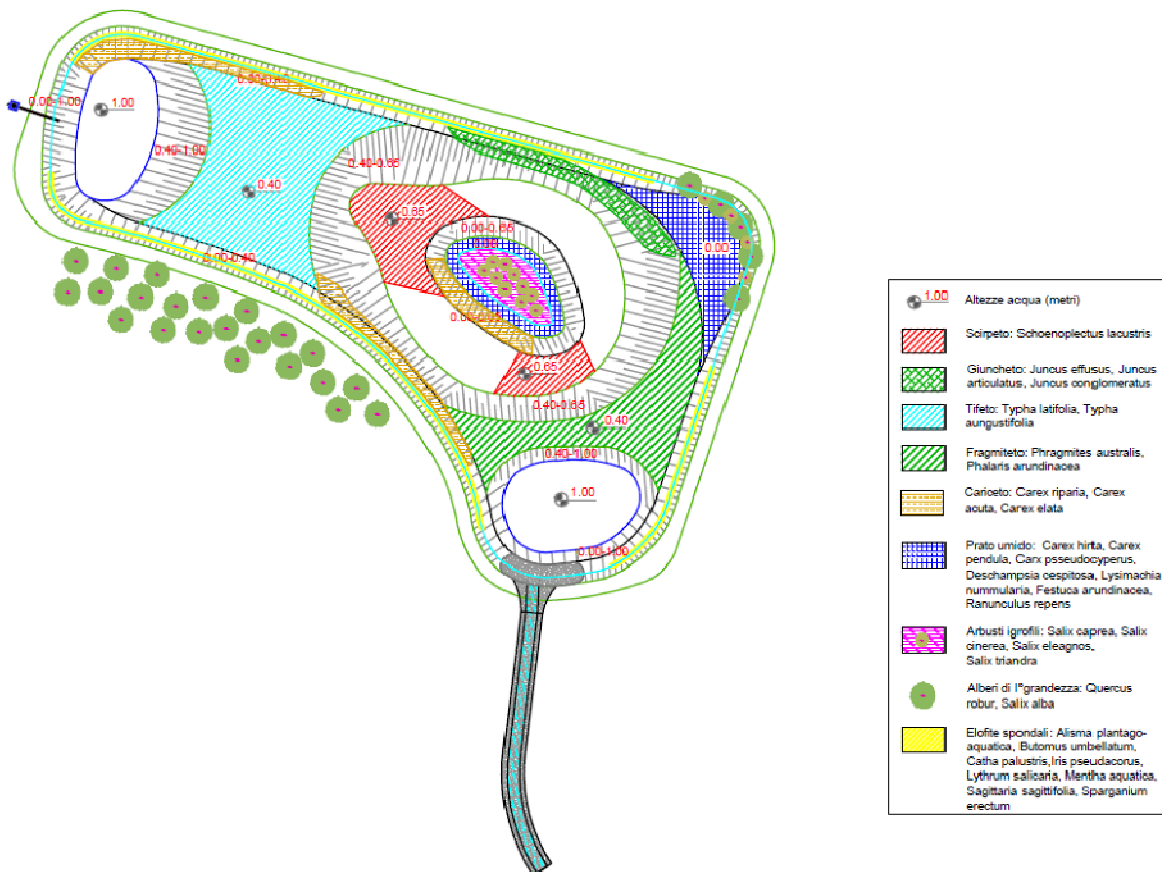 0.00-0.40
0.00-1.00
1.00
0.40-1.00
0.40-0.65
0.40
0.65
0.00-0.65
0.00
0.00
0.00-0.40
0.65
0.40-0.65
0.40
0.40-1.00
1.00
0.00-1.00
1.00 Altezze acqua (metri)
Scirpeto: Schoenoplectus lacustris
Giuncheto: Juncus effusus, Juncus
articulatus, Juncus conglomeratus
Tifeto: Typha latifolia, Typha
aungustifolia
Fragmiteto: Phragmites australis,
Phalaris arundinacea
Cariceto: Carex riparia, Carex
acuta, Carex elata
Prato umido: Carex hirta, Carex
pendula, Carx psseudocyperus,
Deschampsia cespitosa, Lysimachia
nummularia, Festuca arundinacea,
Ranunculus repens
Arbusti igrofili: Salix caprea, Salix
cinerea, Salix eleagnos,
Salix triandra
Alberi di I°grandezza: Quercus
robur, Salix alba
Elofite spondali: Alisma plantago-
aquatica, Butomus umbellatum,
Catha palustris,Iris pseudacorus,
Lythrum salicaria, Mentha aquatica,
Sagittaria sagittifolia, Sparganium
erectum